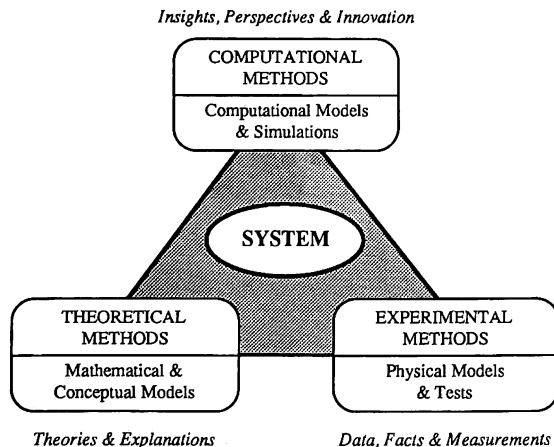 Insights, Perspectives & Innovation
COMPUTATIONAL
METHODS
Computational Models
& Simulations
SYSTEM
THEORETICAL
METHODS
Mathematical &
Conceptual Models
EXPERIMENTAL
METHODS
Physical Models
& Tests
Theories & Explanations
Data, Facts & Measurements